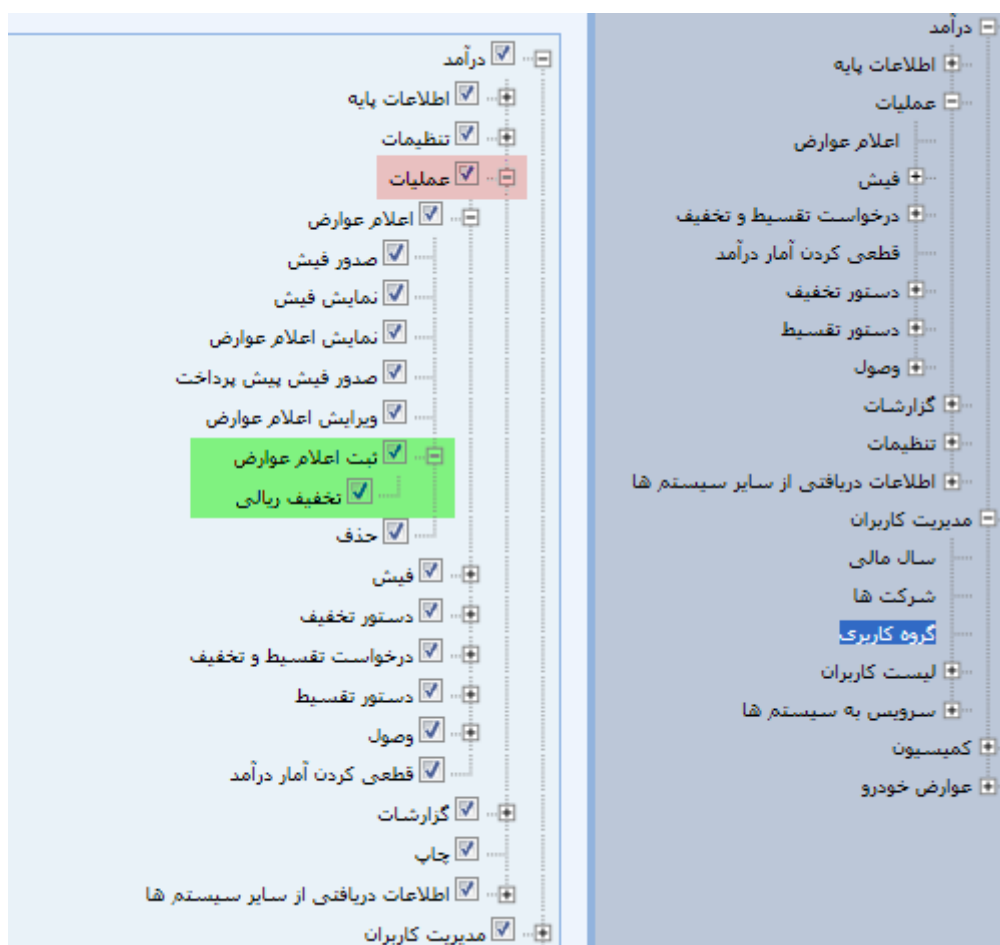 درآمد
اطلاعات پایه
عملیات
اعلام عوارض
فیش
درخواست تقسیط و تخفیف
قطعی کردن آمار درآمد
دستور تخفیف
دستور تقسیط
وصول
گزارشات
تنظیمات
اطلاعات دریافتی از سایر سیستم ها
مدیریت کاربران
سال مالی
شرکت ها
گروه کاربری
لیست کاربران
سرویس به سیستم ها
کمیسیون
عوارض خودرو
درآمد
اطلاعات پایه
تنظیمات
عملیات
اعلام عوارض
صدور فیش
نمایش فیش
نمایش اعلام عوارض
صدور فیش پیش پرداخت
ویرایش اعلام عوارض
ثبت اعلام عوارض
تخفیف ریالی
حذف
فیش
دستور تخفیف
درخواست تقسیط و تخفیف
دستور تقسیط
وصول
قطعی کردن آمار درآمد
گزارشات
چاپ
اطلاعات دریافتی از سایر سیستم ها
مدیریت کاربران